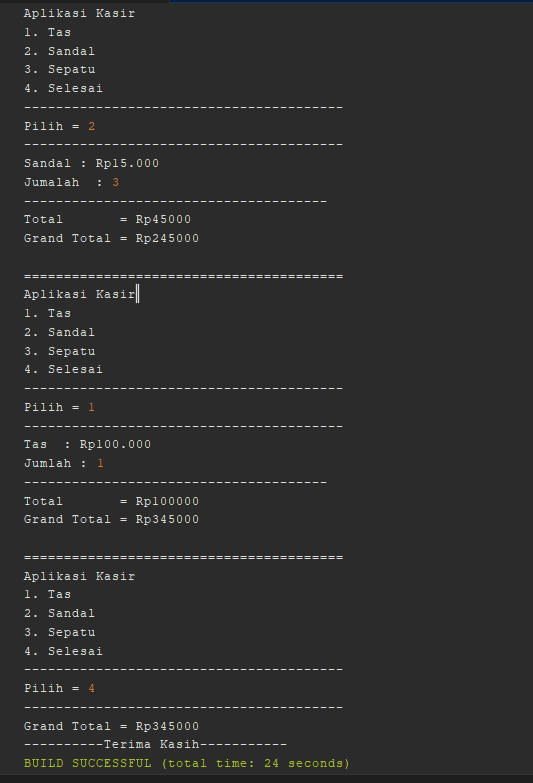 Aplikasi Kasir
1. Tas
2. Sandal
3. Sepatu
4. Selesai
----------------------------------------
Pilih = 2
----------------------------------------
Sandal : Rp15.000
Jumalah  : 3
--------------------------------------
Total       = Rp45000
Grand Total = Rp245000

========================================
Aplikasi Kasir
1. Tas
2. Sandal
3. Sepatu
4. Selesai
----------------------------------------
Pilih = 1
----------------------------------------
Tas  : Rp100.000
Jumlah : 1
--------------------------------------
Total       = Rp100000
Grand Total = Rp345000

========================================
Aplikasi Kasir
1. Tas
2. Sandal
3. Sepatu
4. Selesai
----------------------------------------
Pilih = 4
----------------------------------------
Grand Total = Rp345000
----------Terima Kasih-----------
BUILD SUCCESSFUL (total time: 24 seconds)